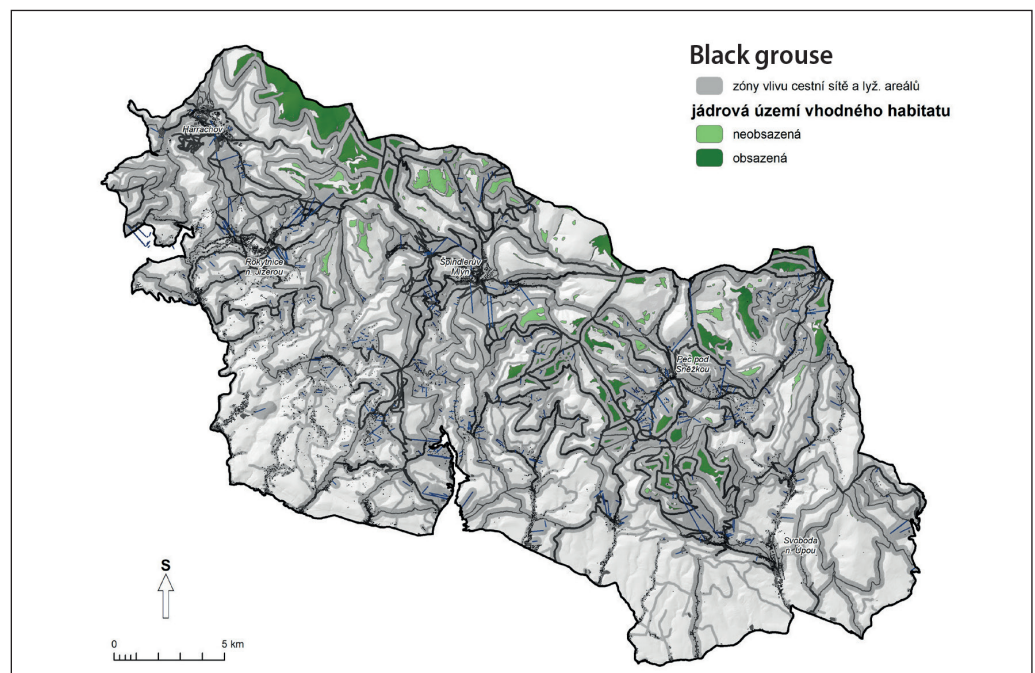 Black grouse
zóny vlivu cestní sítě a lyž. areálů
jádrová území vhodného habitatu
neobsazená
obsazená
Harrachov
Rokytnice
n. Jizerou
Špindlerův
Mlýn
Pec pod
Sněžkou
Svoboda
n. Úpou
S
0 5 km